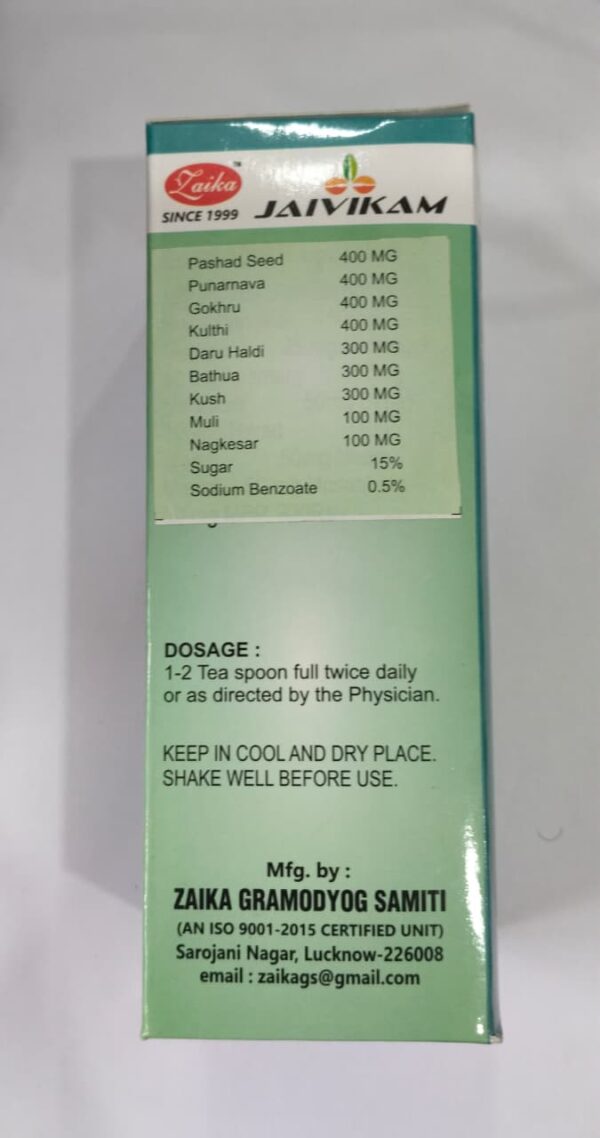 Zaika™
SINCE 1999
JAIVIKAM
Pashad Seed 400 MG
Punarnava 400 MG
Gokhru 400 MG
Kulthi 400 MG
Daru Haldi 300 MG
Bathua 300 MG
Kush 300 MG
Muli 100 MG
Nagkesar 100 MG
Sugar 15%
Sodium Benzoate 0.5%
DOSAGE :
1-2 Tea spoon full twice daily
or as directed by the Physician.
KEEP IN COOL AND DRY PLACE.
SHAKE WELL BEFORE USE.
Mfg. by :
ZAIKA GRAMODYOG SAMITI
(AN ISO 9001-2015 CERTIFIED UNIT)
Sarojani Nagar, Lucknow-226008
email : zaikags@gmail.com